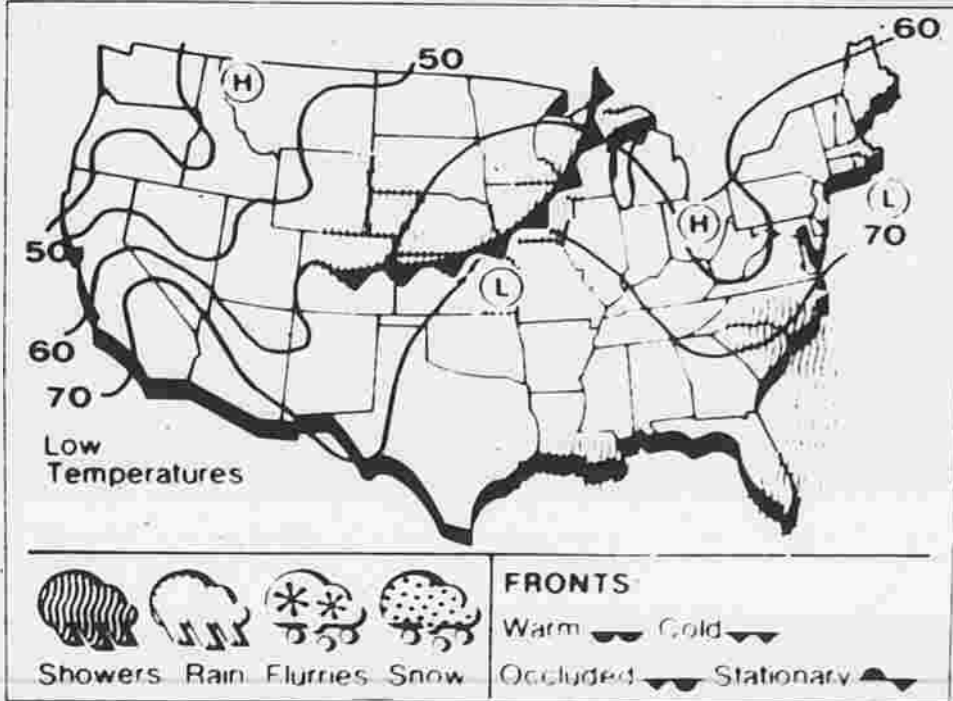 60
50
H
50
H
L
70
L
60
70
Low
Temperatures
FRONTS
Warm Cold
Showers Rain Flurries Snow
Occluded Stationary